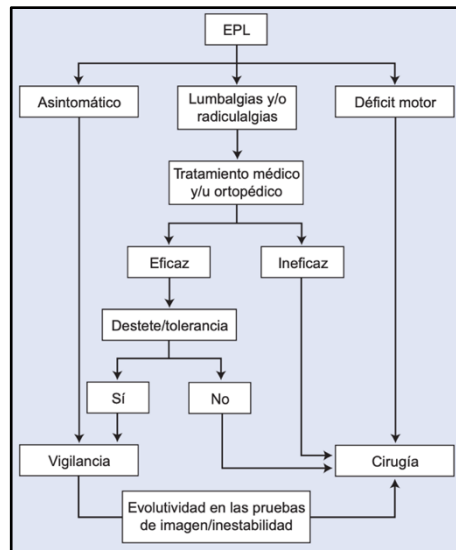 EPL
Asintomático
Lumbalgias y/o
radiculalgias
Déficit motor
Tratamiento médico
y/u ortopédico
Eficaz
Ineficaz
Destete/tolerancia
Sí
No
Vigilancia
Cirugía
Evolutividad en las pruebas
de imagen/inestabilidad